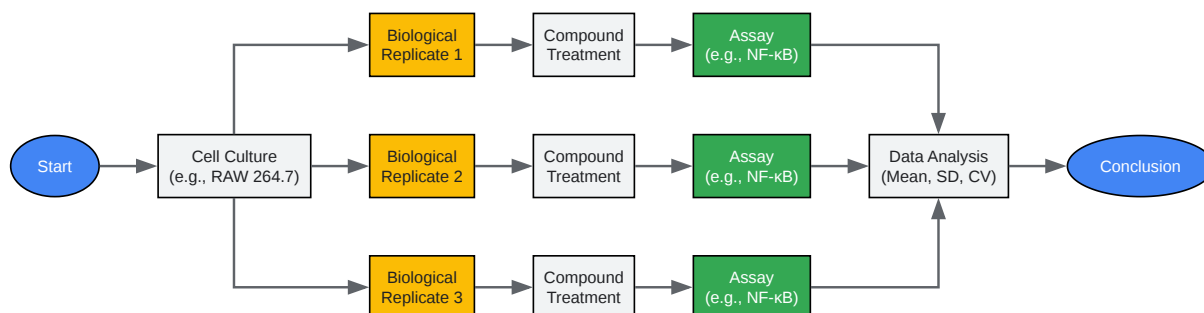 Biological
Replicate 1
Compound
Treatment
Assay
(e.g., NF-κB)
Start
Cell Culture
(e.g., RAW 264.7)
Biological
Replicate 2
Compound
Treatment
Assay
(e.g., NF-κB)
Data Analysis
(Mean, SD, CV)
Conclusion
Biological
Replicate 3
Compound
Treatment
Assay
(e.g., NF-κB)